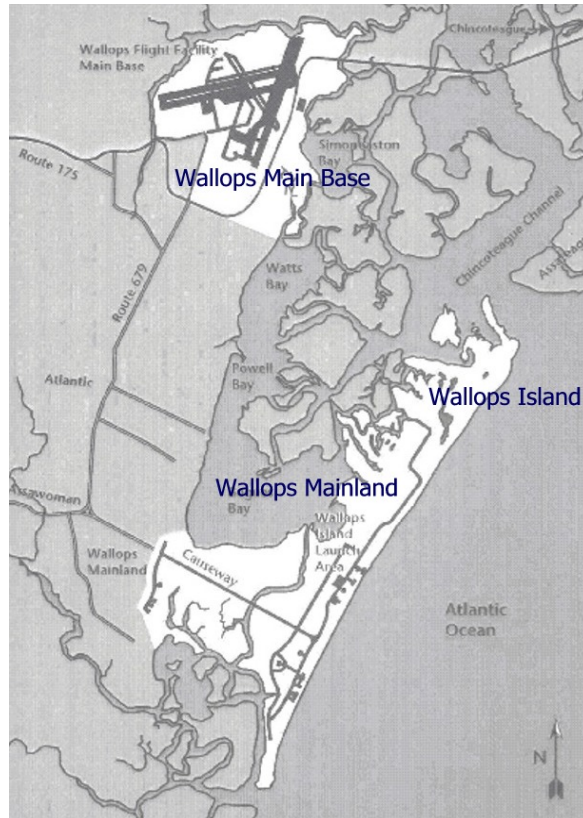 Chincoteague
Wallops Flight Facility
Main Base
Simoneaston
Bay
Route 175
Wallops Main Base
Chincoteague Channel
Watts
Bay
Route 679
Powell
Bay
Atlantic
Wallops Island
Wallops Mainland
Assawoman
Bay
Wallops
Island
Launch
Area
Wallops
Mainland
Causeway
Atlantic
Ocean
N